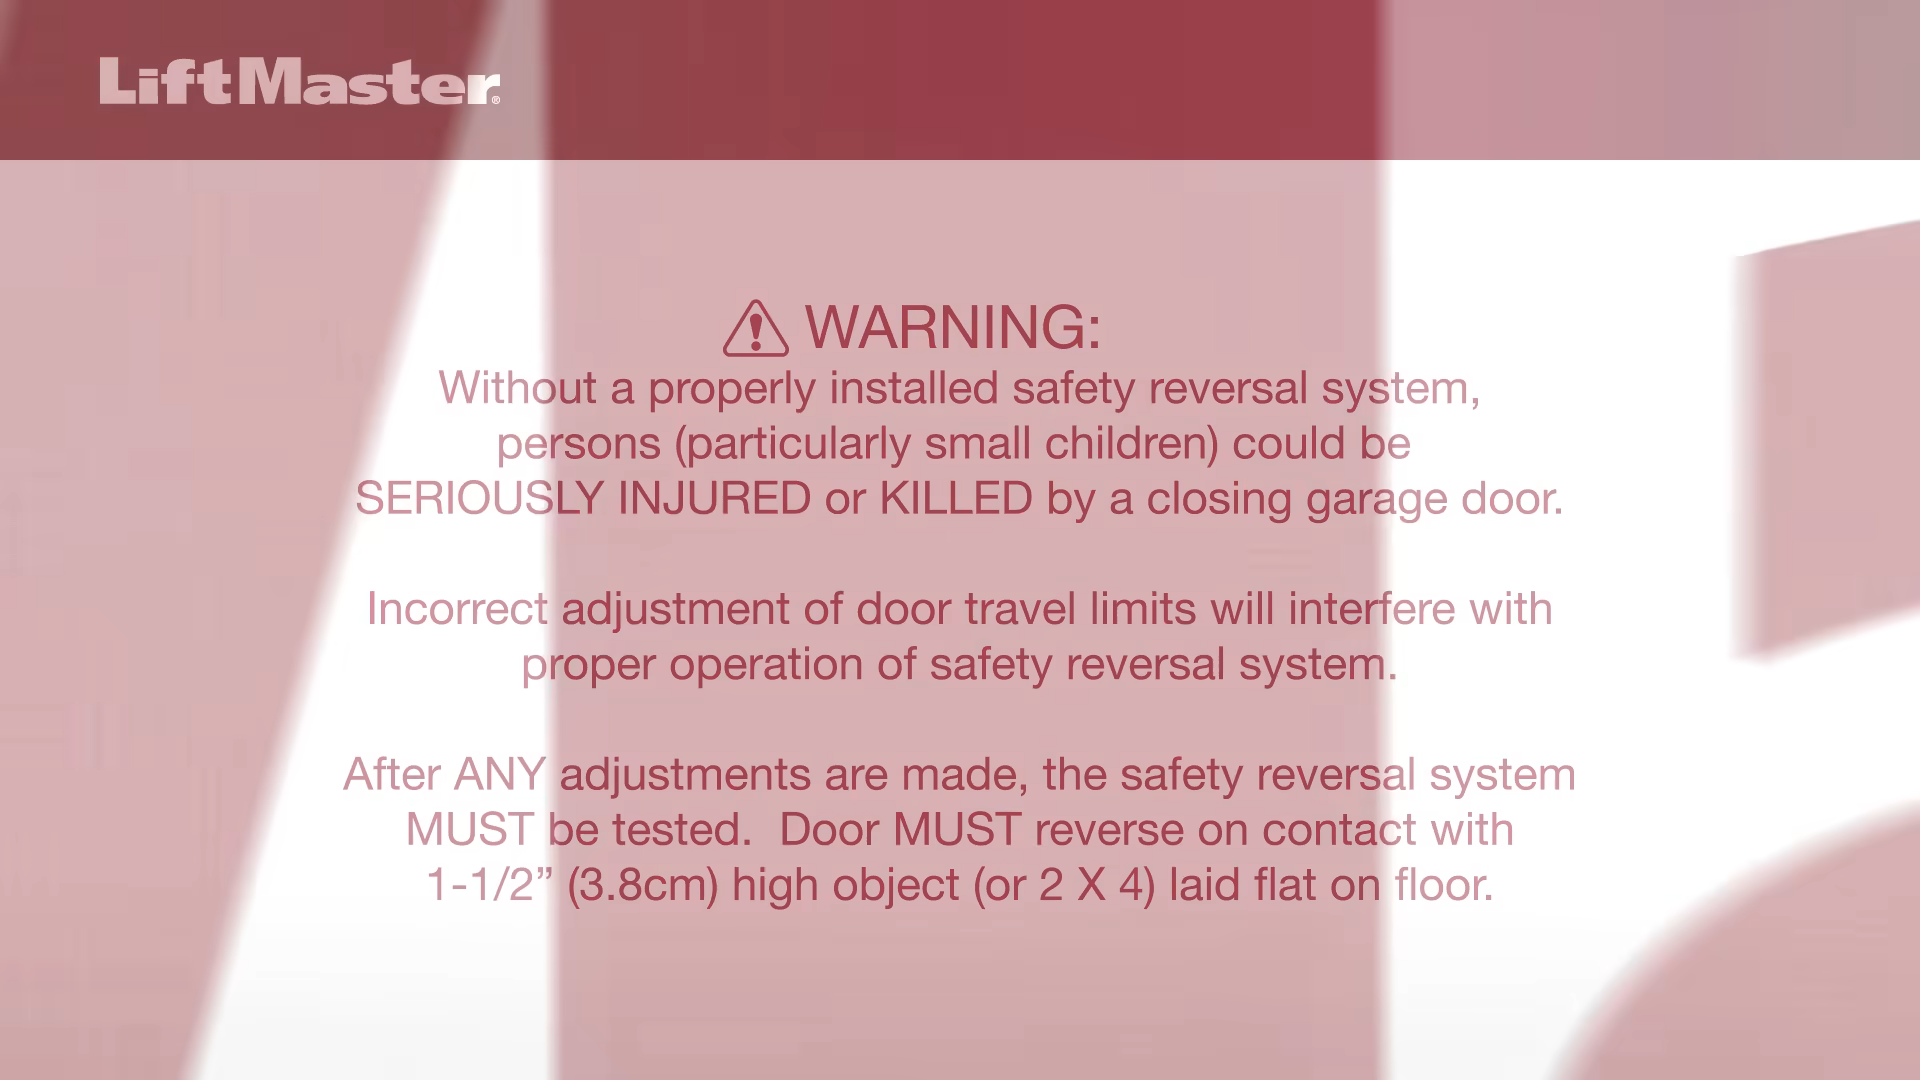 LiftMaster®
⚠ WARNING:
Without a properly installed safety reversal system,
persons (particularly small children) could be
SERIOUSLY INJURED or KILLED by a closing garage door.
Incorrect adjustment of door travel limits will interfere with
proper operation of safety reversal system.
After ANY adjustments are made, the safety reversal system
MUST be tested.  Door MUST reverse on contact with
1-1/2” (3.8cm) high object (or 2 X 4) laid flat on floor.